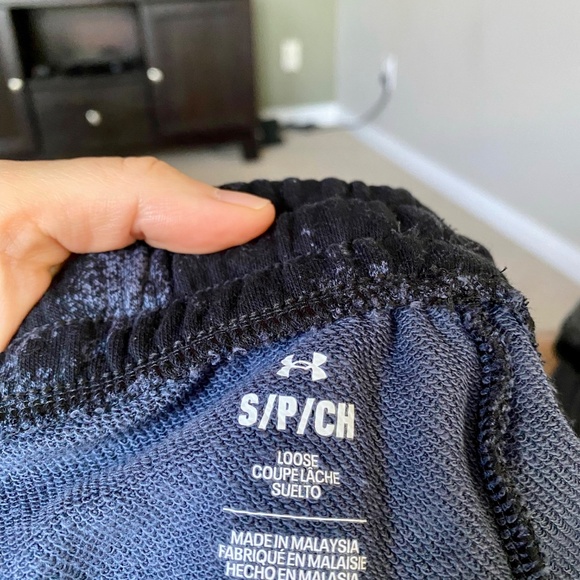 S/P/CH
LOOSE
COUPE LÂCHE
SUELTO
MADE IN MALAYSIA
FABRIQUÉ EN MALAISIE
HECHO EN MALASIA